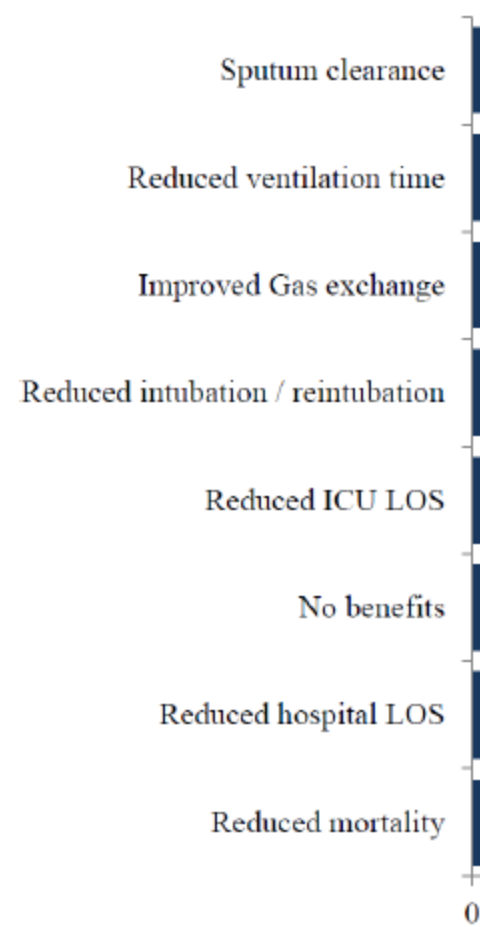 Sputum clearance
Reduced ventilation time
Improved Gas exchange
Reduced intubation / reintubation
Reduced ICU LOS
No benefits
Reduced hospital LOS
Reduced mortality
0